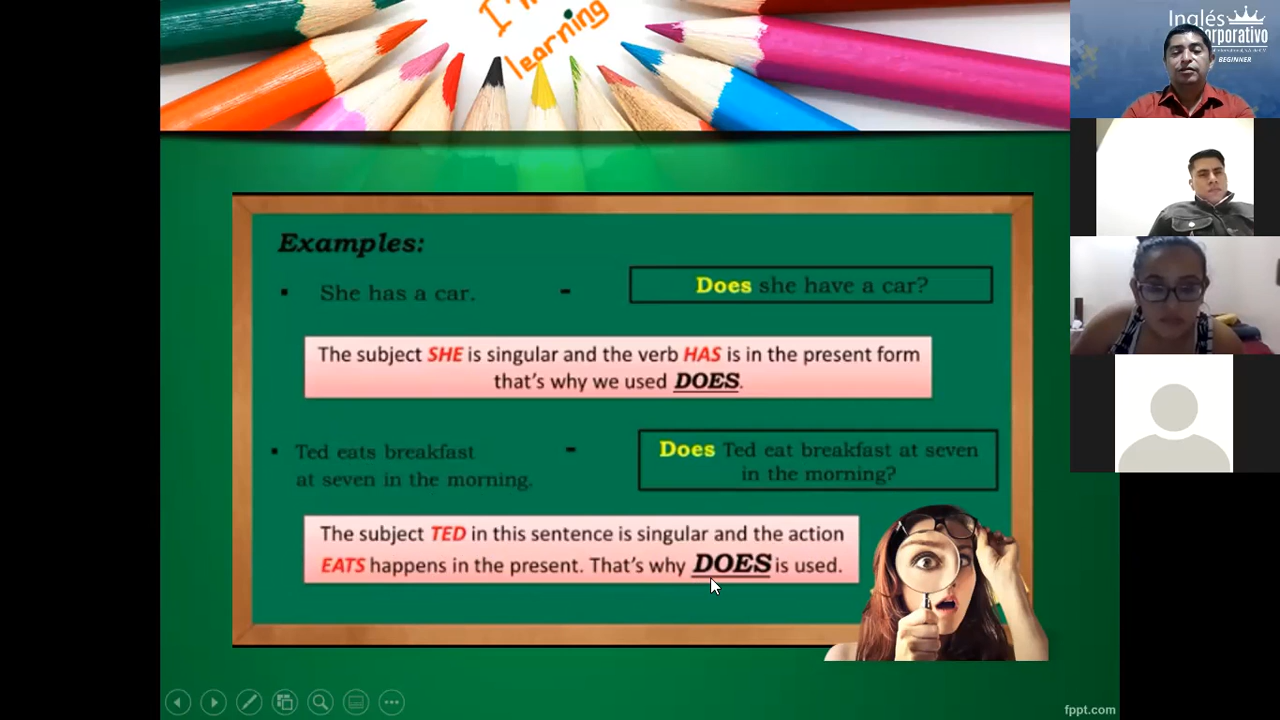 I'm
learning
Examples:
▪ She has a car. -
Does she have a car?
The subject SHE is singular and the verb HAS is in the present form
that's why we used DOES.
▪ Ted eats breakfast
at seven in the morning. -
Does Ted eat breakfast at seven
in the morning?
The subject TED in this sentence is singular and the action
EATS happens in the present. That's why DOES is used.
fppt.com
Inglés
BEGINNER